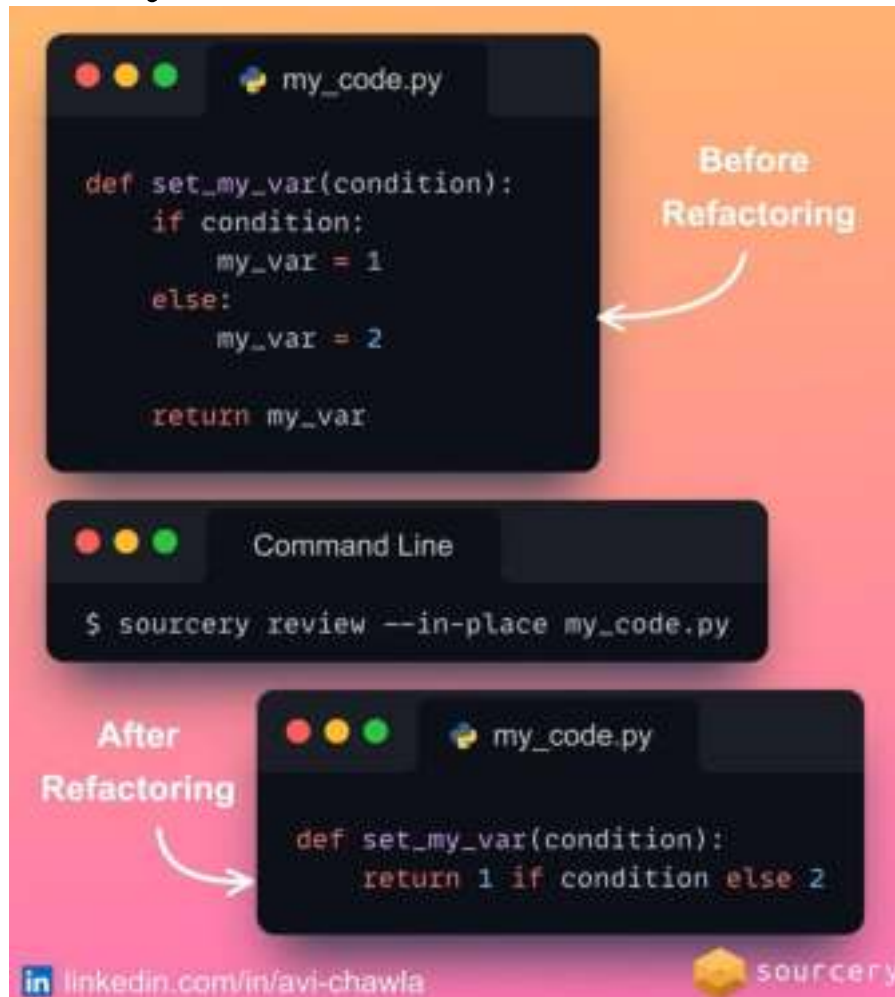 my_code.py
def set_my_var(condition):
    if condition:
        my_var = 1
    else:
        my_var = 2
    return my_var
Before
Refactoring
Command Line
$ sourcery review --in-place my_code.py
After
Refactoring
my_code.py
def set_my_var(condition):
    return 1 if condition else 2
in linkedin.com/in/avi-chawla
sourcery